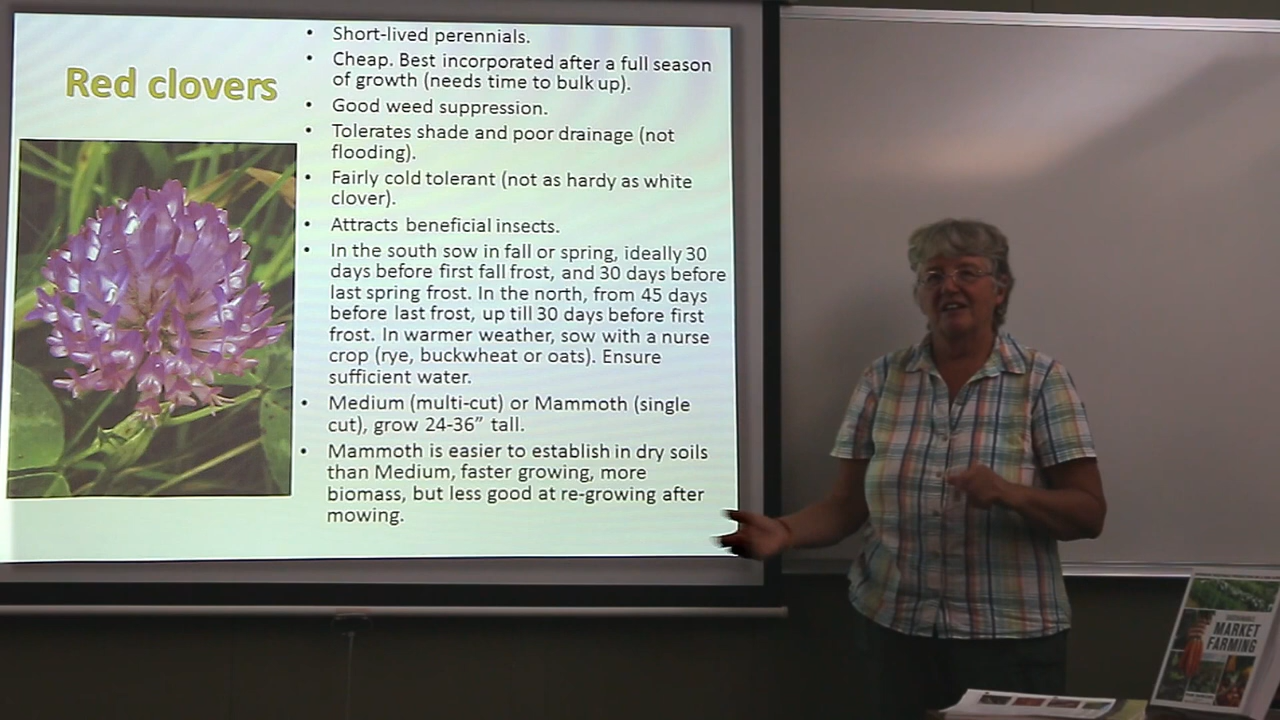 Red clovers
• Short-lived perennials.
• Cheap. Best incorporated after a full season
of growth (needs time to bulk up).
• Good weed suppression.
• Tolerates shade and poor drainage (not
flooding).
• Fairly cold tolerant (not as hardy as white
clover).
• Attracts beneficial insects.
• In the south sow in fall or spring, ideally 30
days before first fall frost, and 30 days before
last spring frost. In the north, from 45 days
before last frost, up till 30 days before first
frost. In warmer weather, sow with a nurse
crop (rye, buckwheat or oats). Ensure
sufficient water.
• Medium (multi-cut) or Mammoth (single
cut), grow 24-36” tall.
• Mammoth is easier to establish in dry soils
than Medium, faster growing, more
biomass, but less good at re-growing after
mowing.
MARKET
FARMING